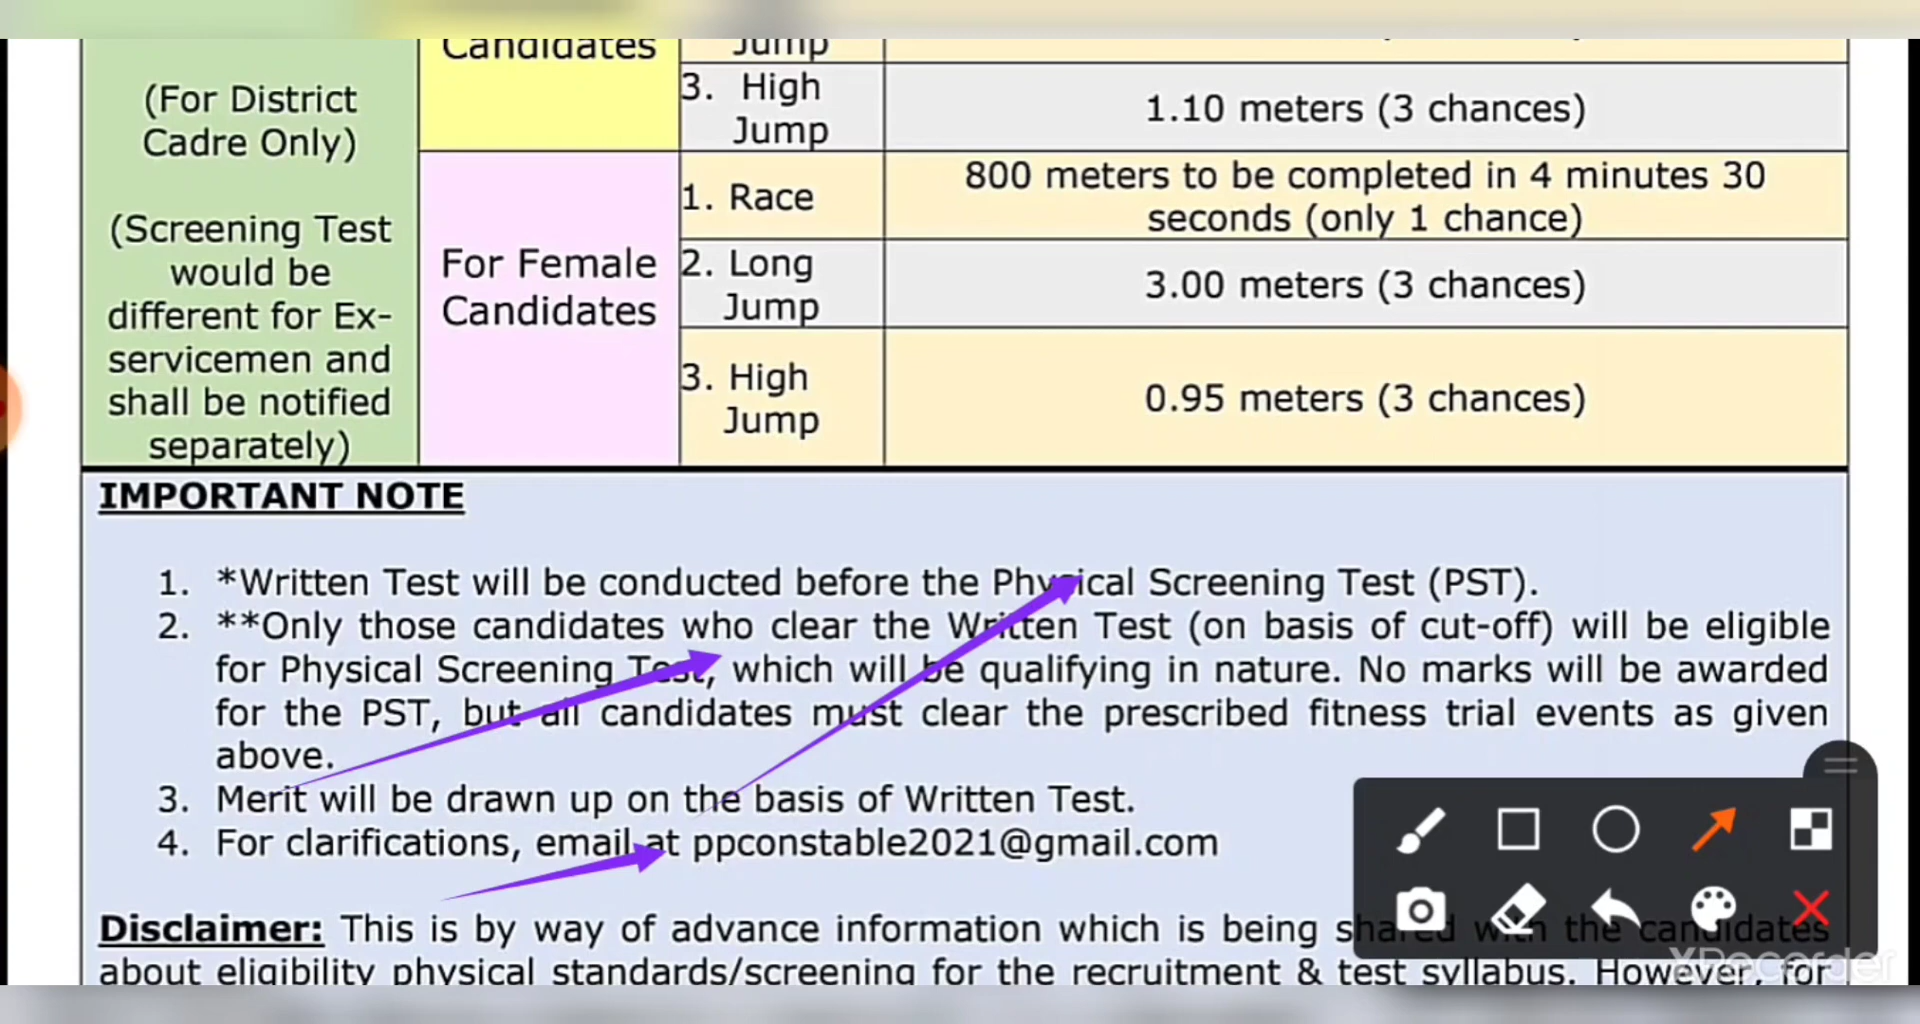 Candidates
Jump
(For District
Cadre Only)
3. High
Jump
1.10 meters (3 chances)
(Screening Test
would be
different for Ex-
servicemen and
shall be notified
separately)
For Female
Candidates
1. Race
800 meters to be completed in 4 minutes 30
seconds (only 1 chance)
2. Long
Jump
3.00 meters (3 chances)
3. High
Jump
0.95 meters (3 chances)
IMPORTANT NOTE
1. *Written Test will be conducted before the Physical Screening Test (PST).
2. **Only those candidates who clear the Written Test (on basis of cut-off) will be eligible
for Physical Screening Test, which will be qualifying in nature. No marks will be awarded
for the PST, but all candidates must clear the prescribed fitness trial events as given
above.
3. Merit will be drawn up on the basis of Written Test.
4. For clarifications, email at ppconstable2021@gmail.com
Disclaimer: This is by way of advance information which is being shared with the candidates
about eligibility physical standards/screening for the recruitment & test syllabus. However, for
XRecorder